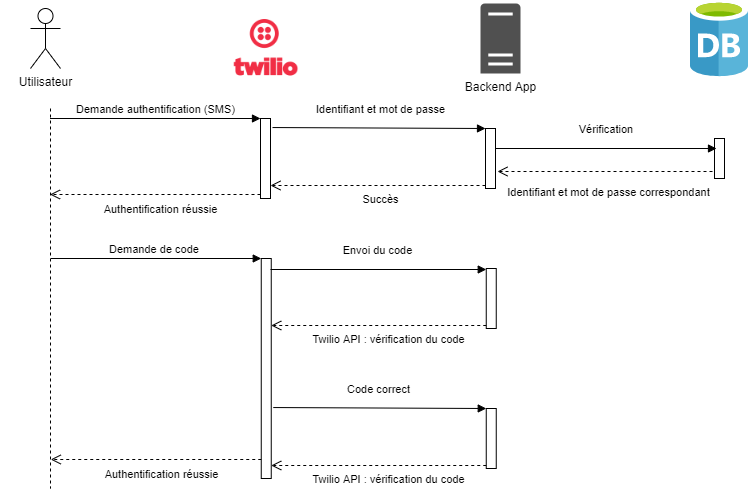 DB
twilio
Utilisateur
Backend App
Demande authentification (SMS)
Identifiant et mot de passe
Vérification
Identifiant et mot de passe correspondant
Succès
Authentification réussie
Demande de code
Envoi du code
Twilio API : vérification du code
Code correct
Authentification réussie
Twilio API : vérification du code